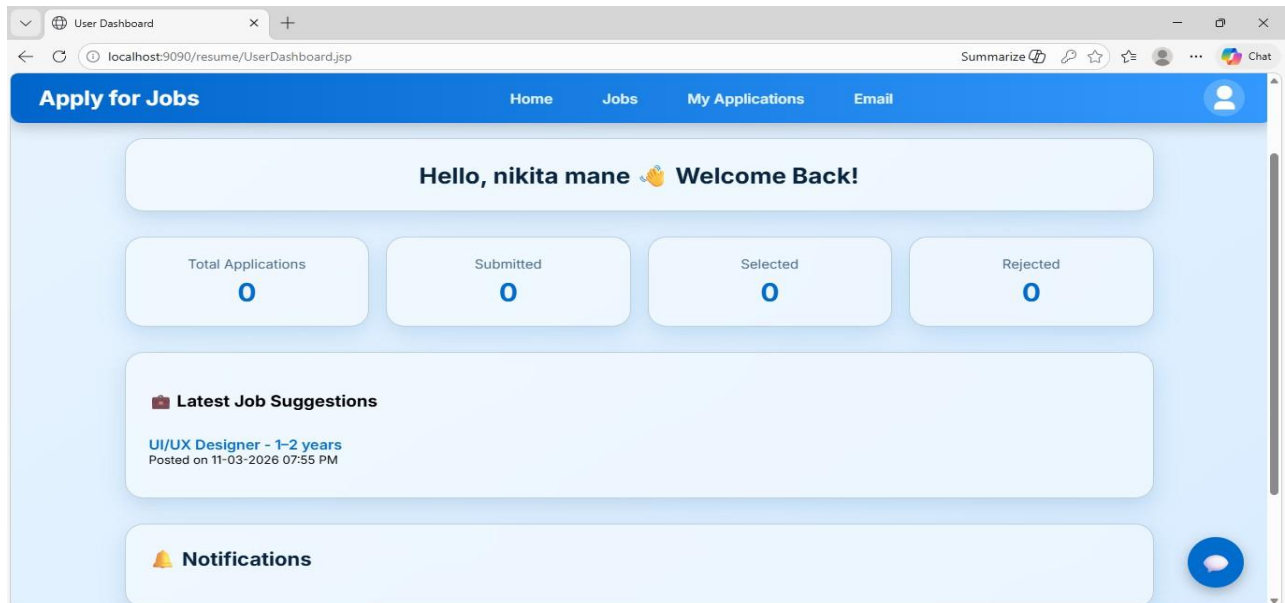 User Dashboard
localhost:9090/resume/UserDashboard.jsp
Summarize
Chat
Apply for Jobs
Home Jobs My Applications Email
Hello, nikita mane 👋 Welcome Back!
Total Applications Submitted Selected Rejected
0 0 0 0
💼 Latest Job Suggestions
UI/UX Designer - 1–2 years
Posted on 11-03-2026 07:55 PM
🔔 Notifications